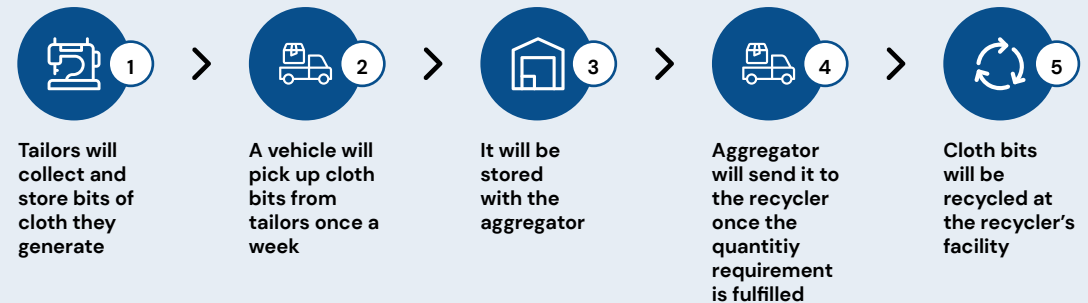 1
Tailors will
collect and
store bits of
cloth they
generate
2
A vehicle will
pick up cloth
bits from
tailors once a
week
3
It will be
stored
with the
aggregator
4
Aggregator
will send it to
the recycler
once the
quantitiy
requirement
is fulfilled
5
Cloth bits
will be
recycled at
the recycler’s
facility